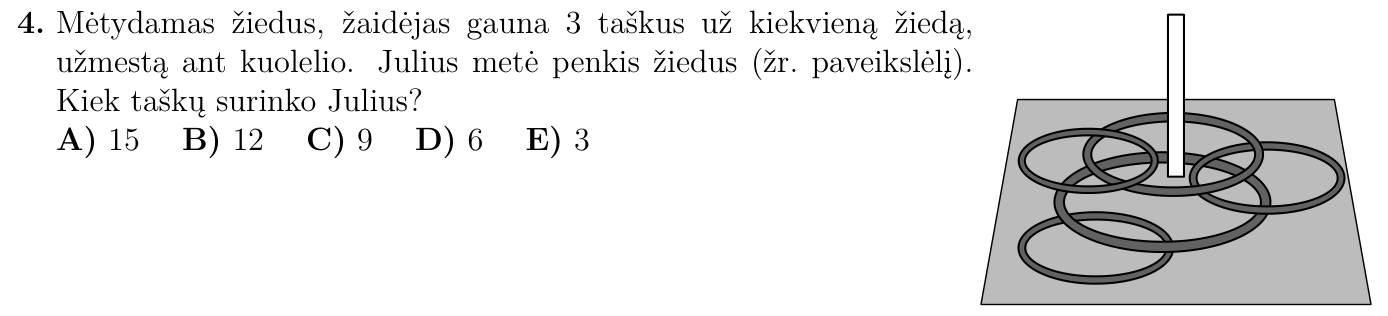 4. Mėtydamas žiedus, žaidėjas gauna 3 taškus už kiekvieną žiedą,
užmestą ant kuolelio. Julius metė penkis žiedus (žr. paveikslėlį).
Kiek taškų surinko Julius?
A) 15 B) 12 C) 9 D) 6 E) 3